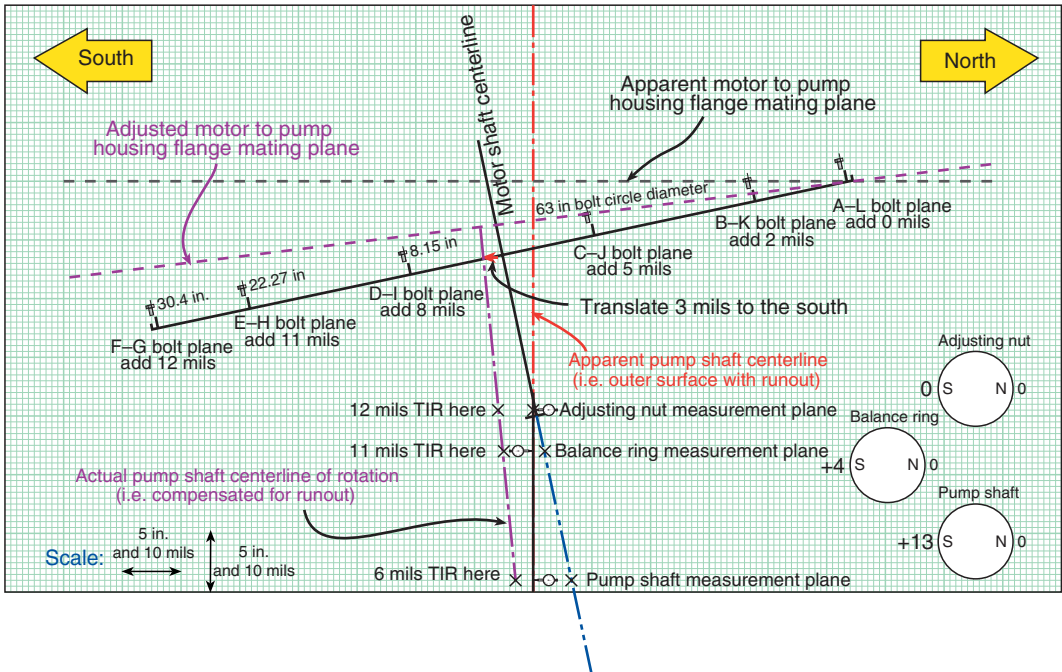 South
North
Motor shaft centerline
Apparent motor to pump
housing flange mating plane
Adjusted motor to pump
housing flange mating plane
63 in bolt circle diameter
A–L bolt plane
add 0 mils
B–K bolt plane
add 2 mils
C–J bolt plane
add 5 mils
8.15 in
D–I bolt plane
add 8 mils
22.27 in
E–H bolt plane
add 11 mils
30.4 in.
F–G bolt plane
add 12 mils
Translate 3 mils to the south
Apparent pump shaft centerline
(i.e. outer surface with runout)
Adjusting nut
0 S N 0
12 mils TIR here
Adjusting nut measurement plane
Balance ring
+4 S N 0
11 mils TIR here
Balance ring measurement plane
Actual pump shaft centerline of rotation
(i.e. compensated for runout)
Pump shaft
+13 S N 0
Scale:
5 in.
and 10 mils
5 in.
and 10 mils
6 mils TIR here
Pump shaft measurement plane